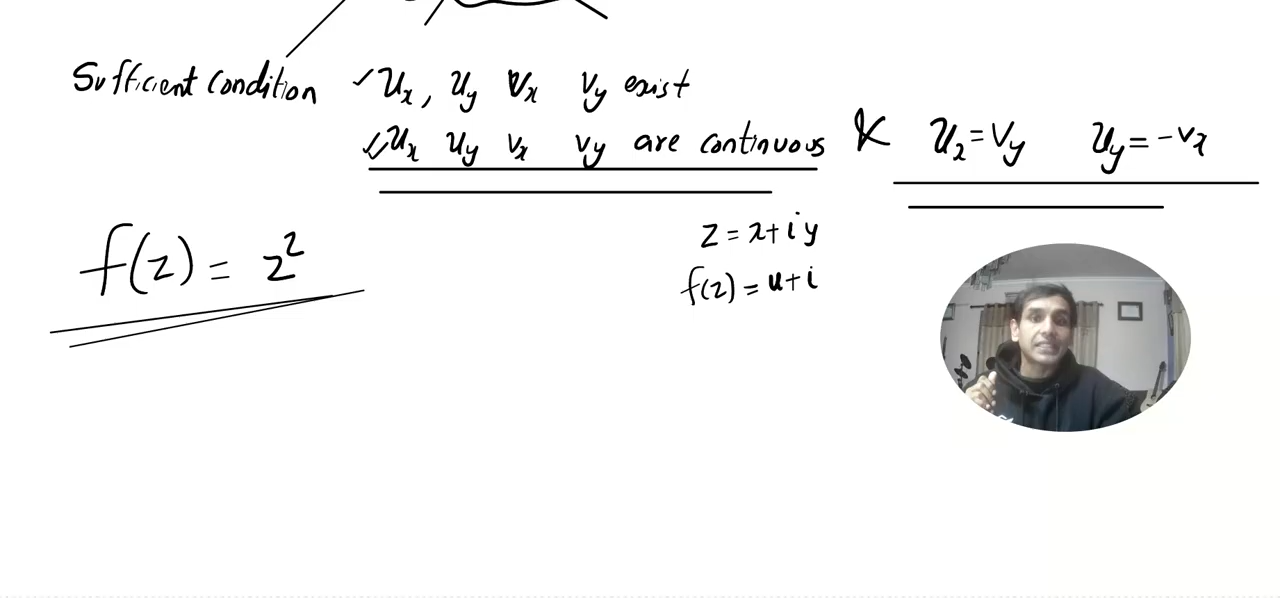 Sufficient Condition ✓ux, uy vx vy exist
✓ux uy vx vy are continuous & ux=vy uy=-vx
f(z) = z²
z = x+iy
f(z) = u+i